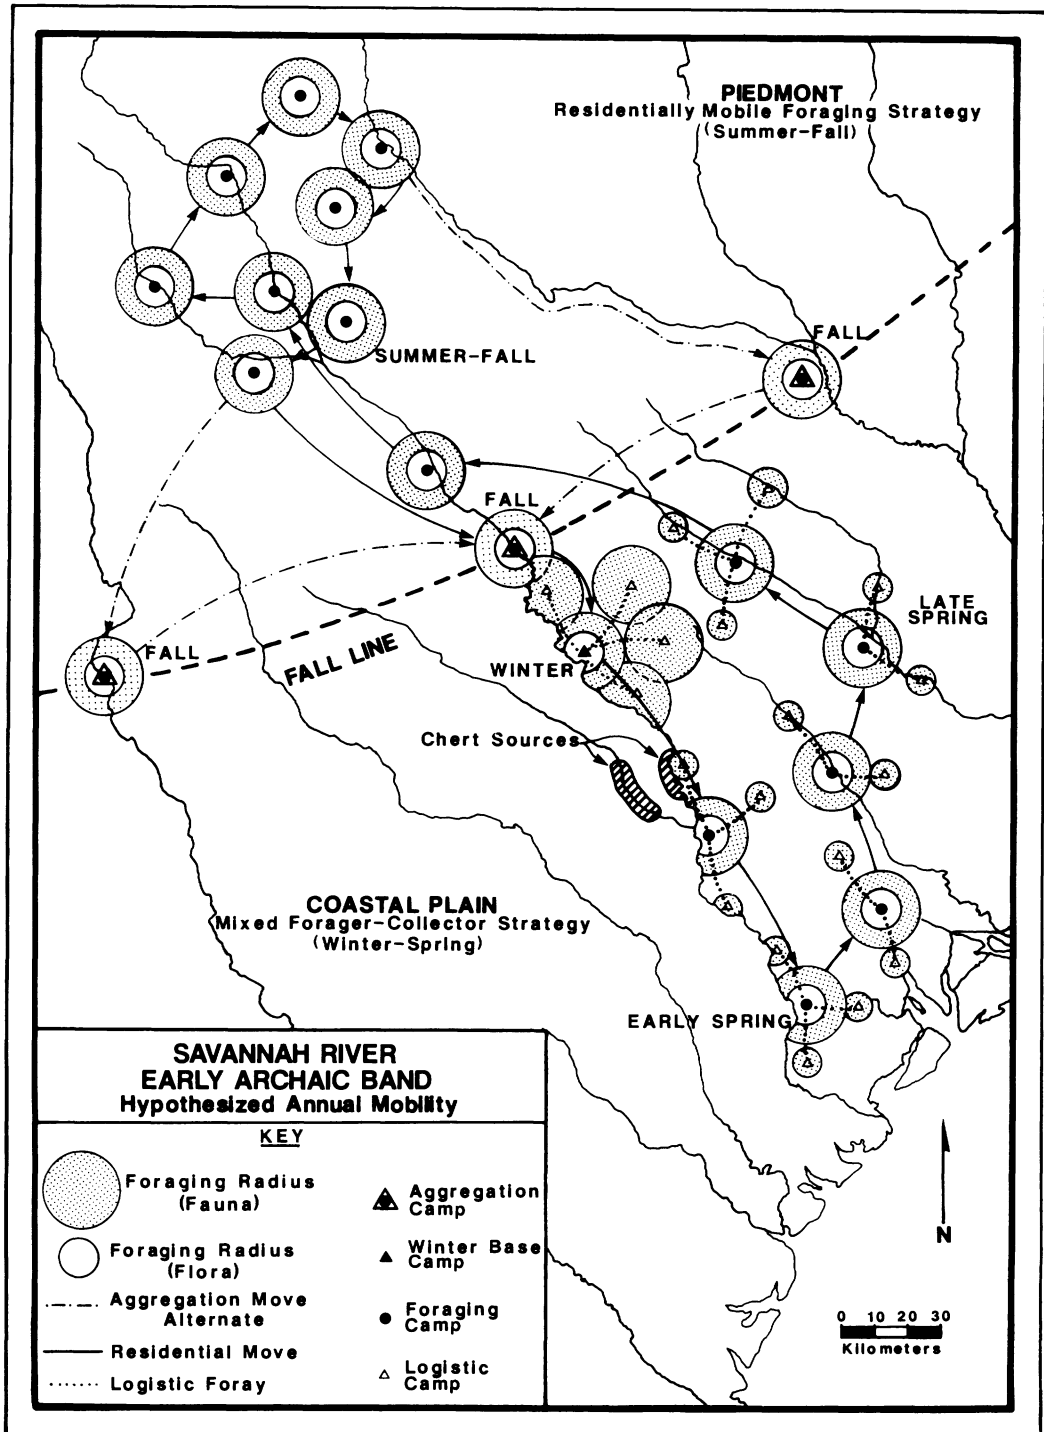 PIEDMONT
Residentially Mobile Foraging Strategy
(Summer-Fall)
FALL
SUMMER-FALL
FALL
LATE
SPRING
FALL
FALL LINE
WINTER
Chert Sources
COASTAL PLAIN
Mixed Forager-Collector Strategy
(Winter-Spring)
EARLY SPRING
SAVANNAH RIVER
EARLY ARCHAIC BAND
Hypothesized Annual Mobility
KEY
Foraging Radius
(Fauna)
Foraging Radius
(Flora)
Aggregation Move
Alternate
Residential Move
Logistic Foray
Aggregation
Camp
Winter Base
Camp
Foraging
Camp
Logistic
Camp
N
0 10 20 30
Kilometers